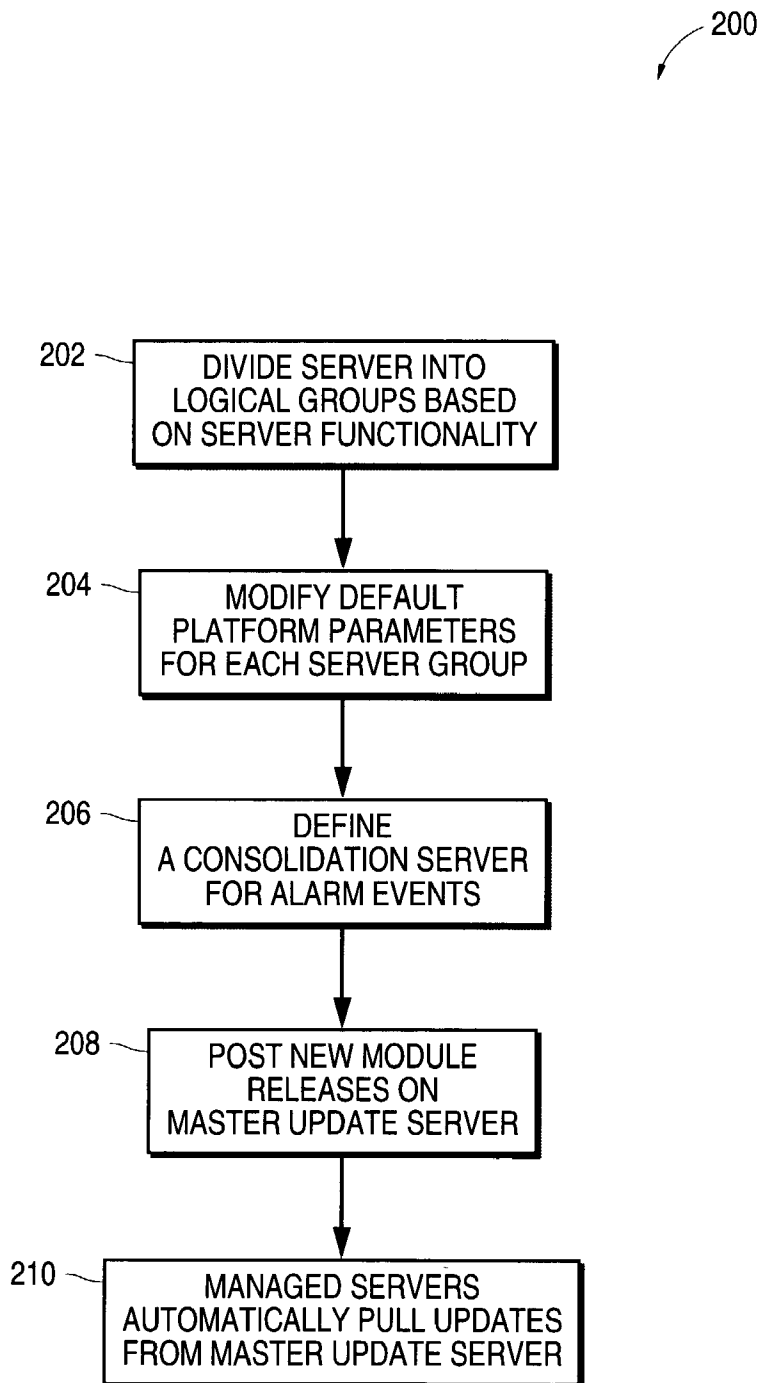 200
202
DIVIDE SERVER INTO
LOGICAL GROUPS BASED
ON SERVER FUNCTIONALITY
204
MODIFY DEFAULT
PLATFORM PARAMETERS
FOR EACH SERVER GROUP
206
DEFINE
A CONSOLIDATION SERVER
FOR ALARM EVENTS
208
POST NEW MODULE
RELEASES ON
MASTER UPDATE SERVER
210
MANAGED SERVERS
AUTOMATICALLY PULL UPDATES
FROM MASTER UPDATE SERVER